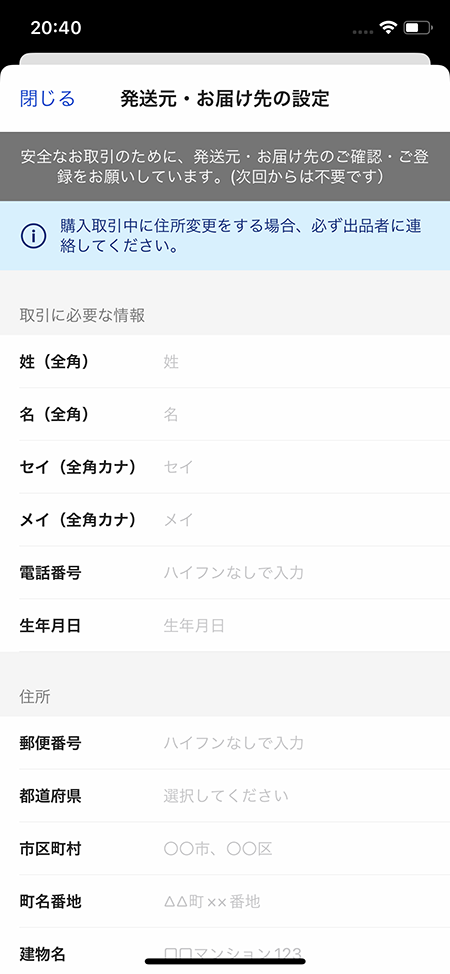 20:40
閉じる 発送元・お届け先の設定
安全なお取引のために、発送元・お届け先のご確認・ご登
録をお願いしています。(次回からは不要です)
購入取引中に住所変更をする場合、必ず出品者に連
絡してください。
取引に必要な情報
姓（全角） 姓
名（全角） 名
セイ（全角カナ） セイ
メイ（全角カナ） メイ
電話番号 ハイフンなしで入力
生年月日 生年月日
住所
郵便番号 ハイフンなしで入力
都道府県 選択してください
市区町村 〇〇市、〇〇区
町名番地 △△町××番地
建物名 □□マンション123